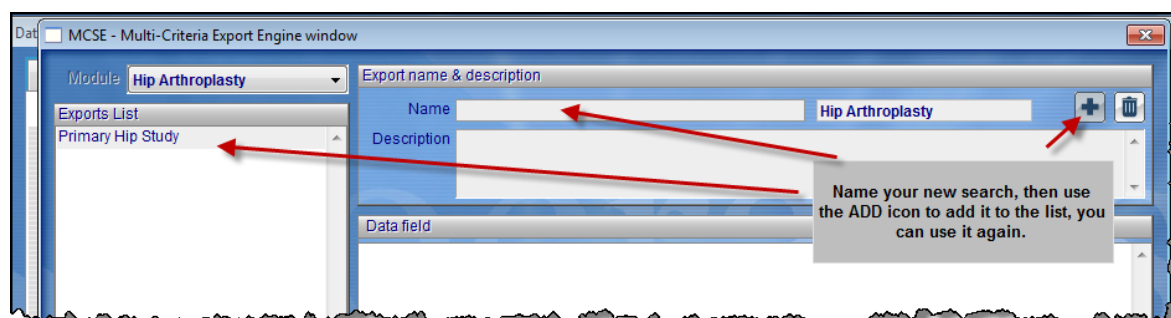 Dat
MCSE - Multi-Criteria Export Engine window
Module Hip Arthroplasty
Exports List
Primary Hip Study
Export name & description
Name
Hip Arthroplasty
Description
Name your new search, then use
the ADD icon to add it to the list, you
can use it again.
Data field